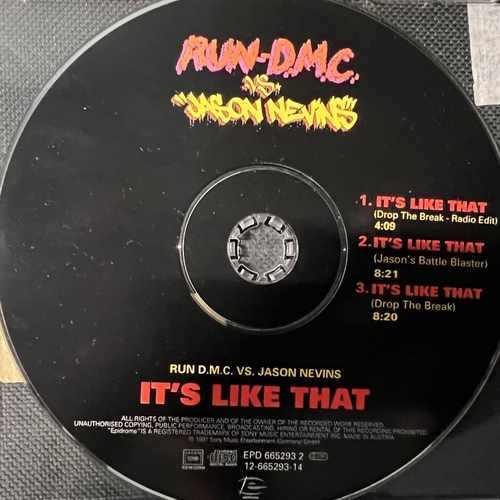 RUN-D.M.C.
VS.
JASON NEVINS
1. IT'S LIKE THAT
(Drop The Break - Radio Edit)
4:09
2. IT'S LIKE THAT
(Jason's Battle Blaster)
8:21
3. IT'S LIKE THAT
(Drop The Break)
8:20
RUN D.M.C. VS. JASON NEVINS
IT'S LIKE THAT
ALL RIGHTS OF THE PRODUCER AND OF THE OWNER OF THE RECORDED WORK RESERVED.
UNAUTHORISED COPYING, PUBLIC PERFORMANCE, BROADCASTING, HIRING OR RENTAL OF THIS RECORDING PROHIBITED.
"Epidrome" IS A REGISTERED TRADEMARK OF SONY MUSIC ENTERTAINMENT INC. MADE IN AUSTRIA.
© 1997 Sony Music Entertainment (Germany) GmbH
EPD 665293 2
12-665293-14